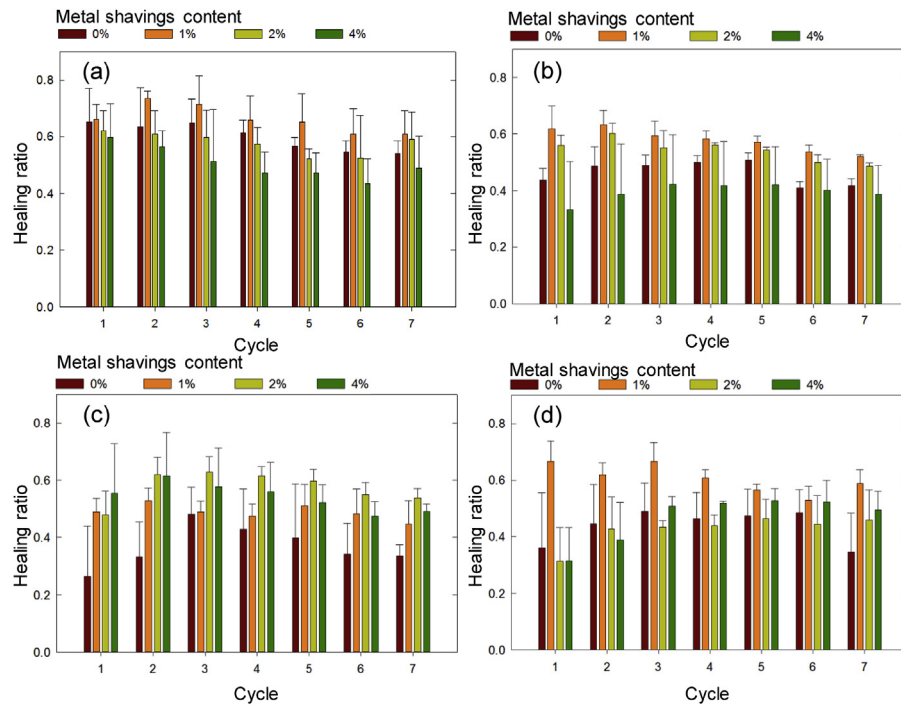 Metal shavings content
0% 1% 2% 4%
(a)
Healing ratio
0.8
0.6
0.4
0.2
0.0
1 2 3 4 5 6 7
Cycle
Metal shavings content
0% 1% 2% 4%
(b)
Healing ratio
0.8
0.6
0.4
0.2
0.0
1 2 3 4 5 6 7
Cycle
Metal shavings content
0% 1% 2% 4%
(c)
Healing ratio
0.8
0.6
0.4
0.2
0.0
1 2 3 4 5 6 7
Cycle
Metal shavings content
0% 1% 2% 4%
(d)
Healing ratio
0.8
0.6
0.4
0.2
0.0
1 2 3 4 5 6 7
Cycle